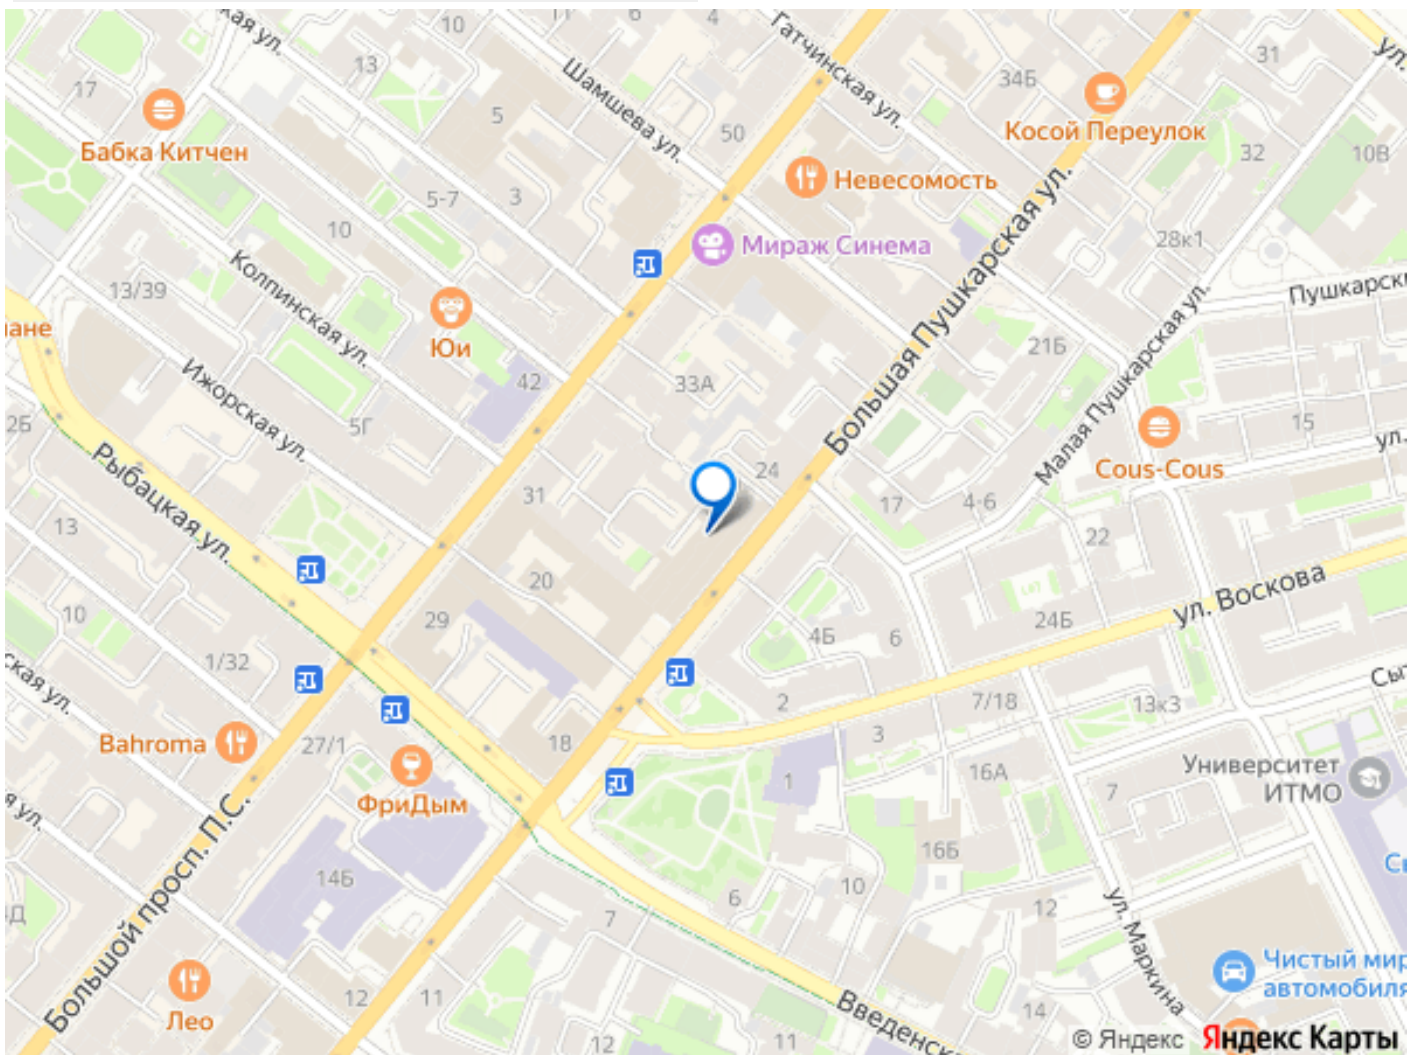 10
6
4
Гатчинская ул.
31
ул.
13
17
Шамшева ул.
34Б
5
50
Косой Переулок
Бабка Китчен
32
10В
Невесомость
5-7
3
10
28к1
Мираж Синема
Колпинская ул.
13/39
Пушкарск
Юи
21Б
33А
42
Большая Пушкарская ул.
Малая Пушкарская ул.
Ижорская ул.
5Г
15
ул.
Cous-Cous
24
31
17
4-6
Рыбацкая ул.
13
22
20
ул. Воскова
10
29
4Б
6
24Б
1/32
2
7/18
13к3
Bahroma
27/1
18
3
16А
Университет
ИТМО
ФриДым
1
7
Большой просп. П.С.
14Б
16Б
10
6
7
12
ул. Маркина
Чистый мир
автомобиля
12
11
14
Лео
Введенск
12
11
© Яндекс Яндекс Карты